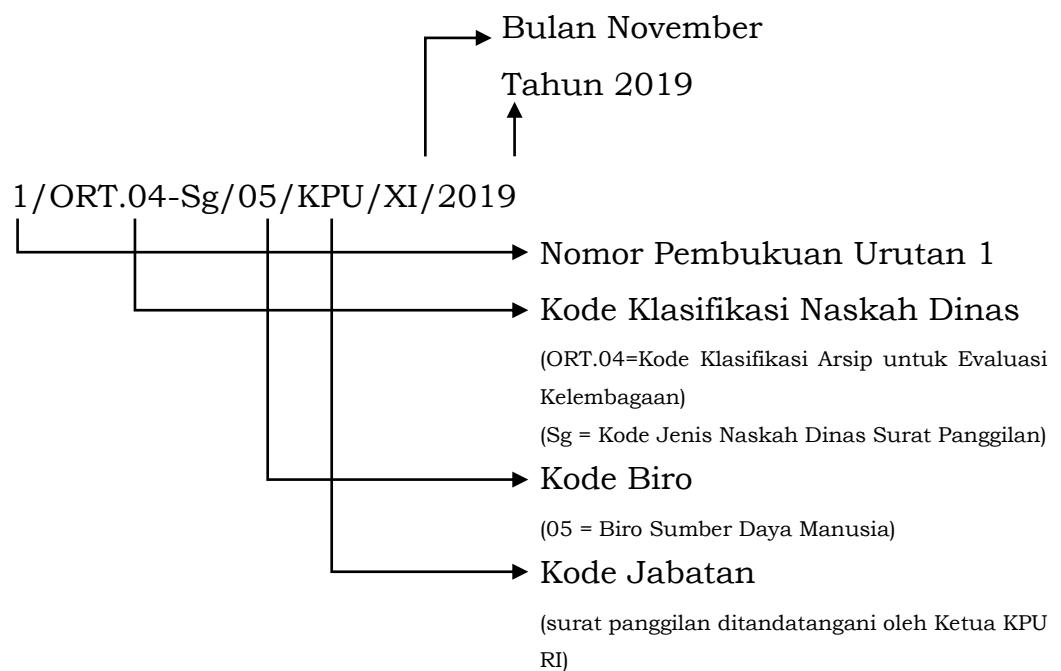 Bulan November
Tahun 2019
1/ORT.04-Sg/05/KPU/XI/2019
Nomor Pembukuan Urutan 1
Kode Klasifikasi Naskah Dinas
(ORT.04=Kode Klasifikasi Arsip untuk Evaluasi
Kelembagaan)
(Sg = Kode Jenis Naskah Dinas Surat Panggilan)
Kode Biro
(05 = Biro Sumber Daya Manusia)
Kode Jabatan
(surat panggilan ditandatangani oleh Ketua KPU
RI)